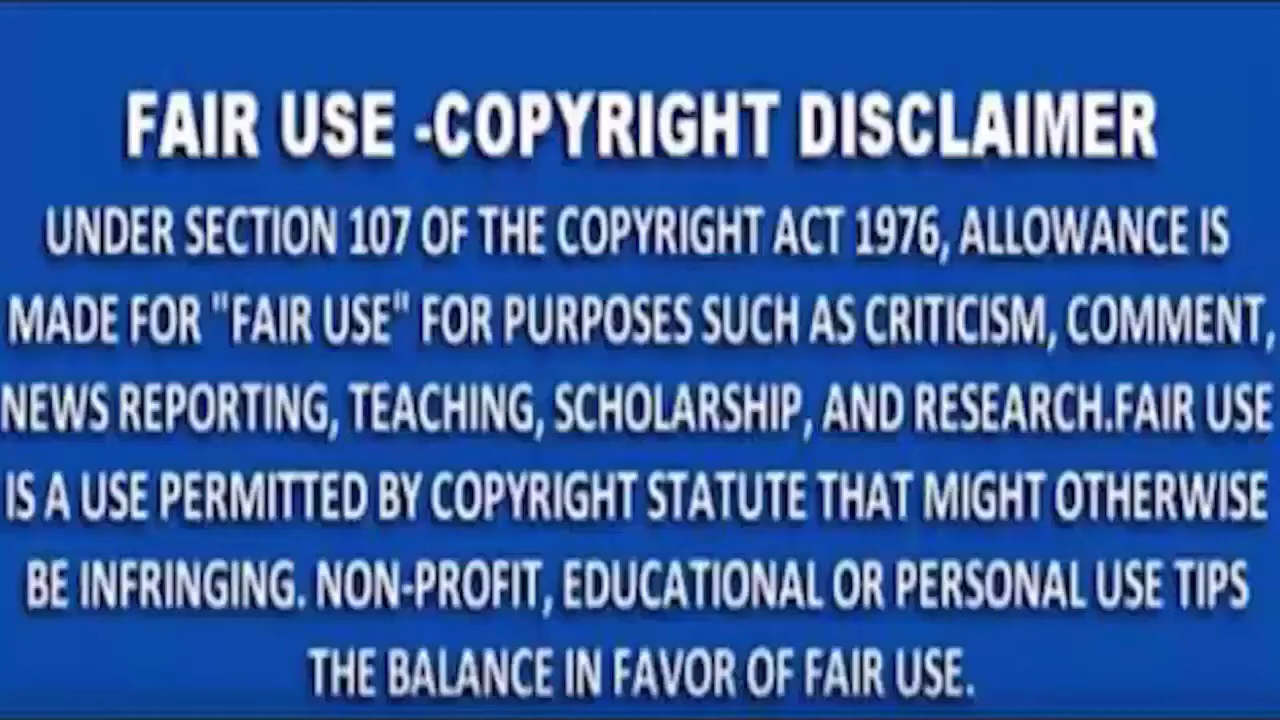 FAIR USE -COPYRIGHT DISCLAIMER
UNDER SECTION 107 OF THE COPYRIGHT ACT 1976, ALLOWANCE IS
MADE FOR "FAIR USE" FOR PURPOSES SUCH AS CRITICISM, COMMENT,
NEWS REPORTING, TEACHING, SCHOLARSHIP, AND RESEARCH.FAIR USE
IS A USE PERMITTED BY COPYRIGHT STATUTE THAT MIGHT OTHERWISE
BE INFRINGING. NON-PROFIT, EDUCATIONAL OR PERSONAL USE TIPS
THE BALANCE IN FAVOR OF FAIR USE.